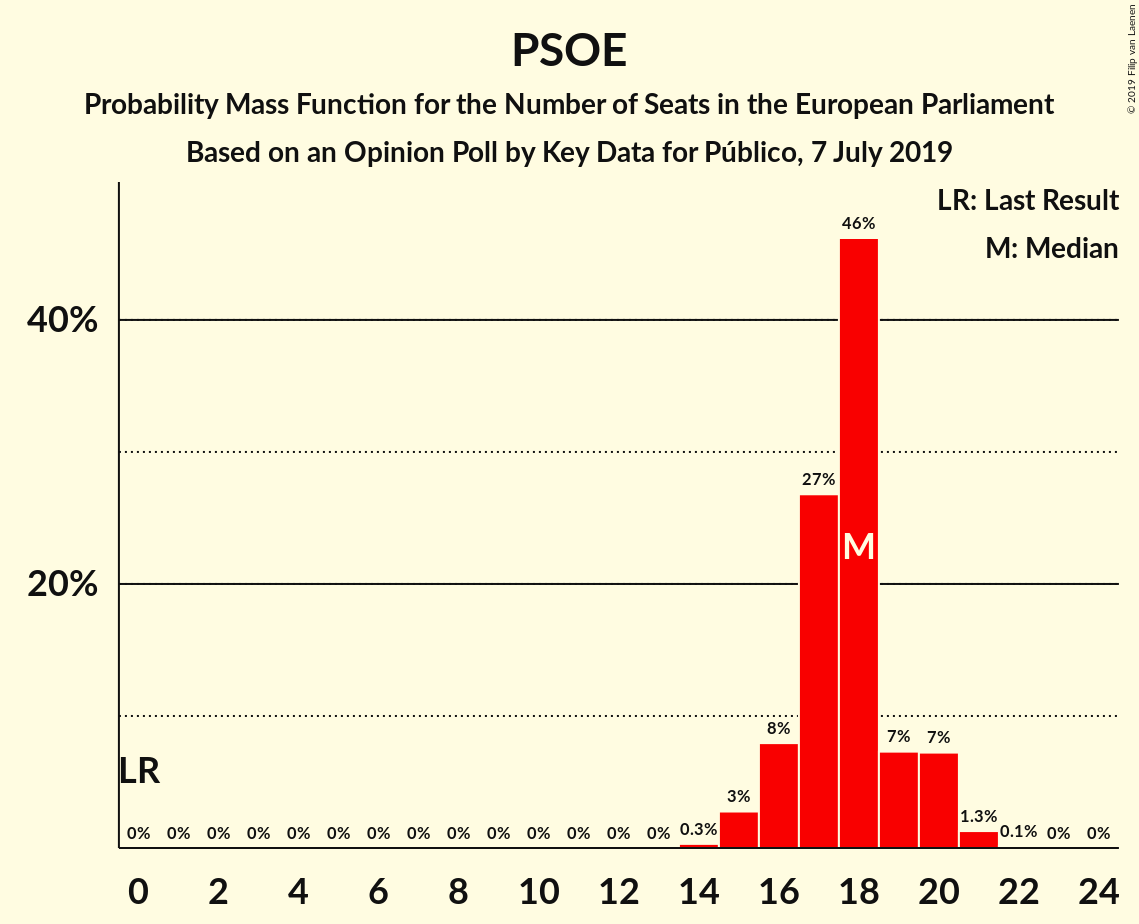 PSOE
Probability Mass Function for the Number of Seats in the European Parliament
Based on an Opinion Poll by Key Data for Público, 7 July 2019
© 2019 Filip van Laenen
LR: Last Result
M: Median
46%
40%
27%
M
20%
8%
7%
7%
LR
3%
1.3%
0% 0% 0% 0% 0% 0% 0% 0% 0% 0% 0% 0% 0% 0% 0.3% 0.1% 0% 0%
0 2 4 6 8 10 12 14 16 18 20 22 24